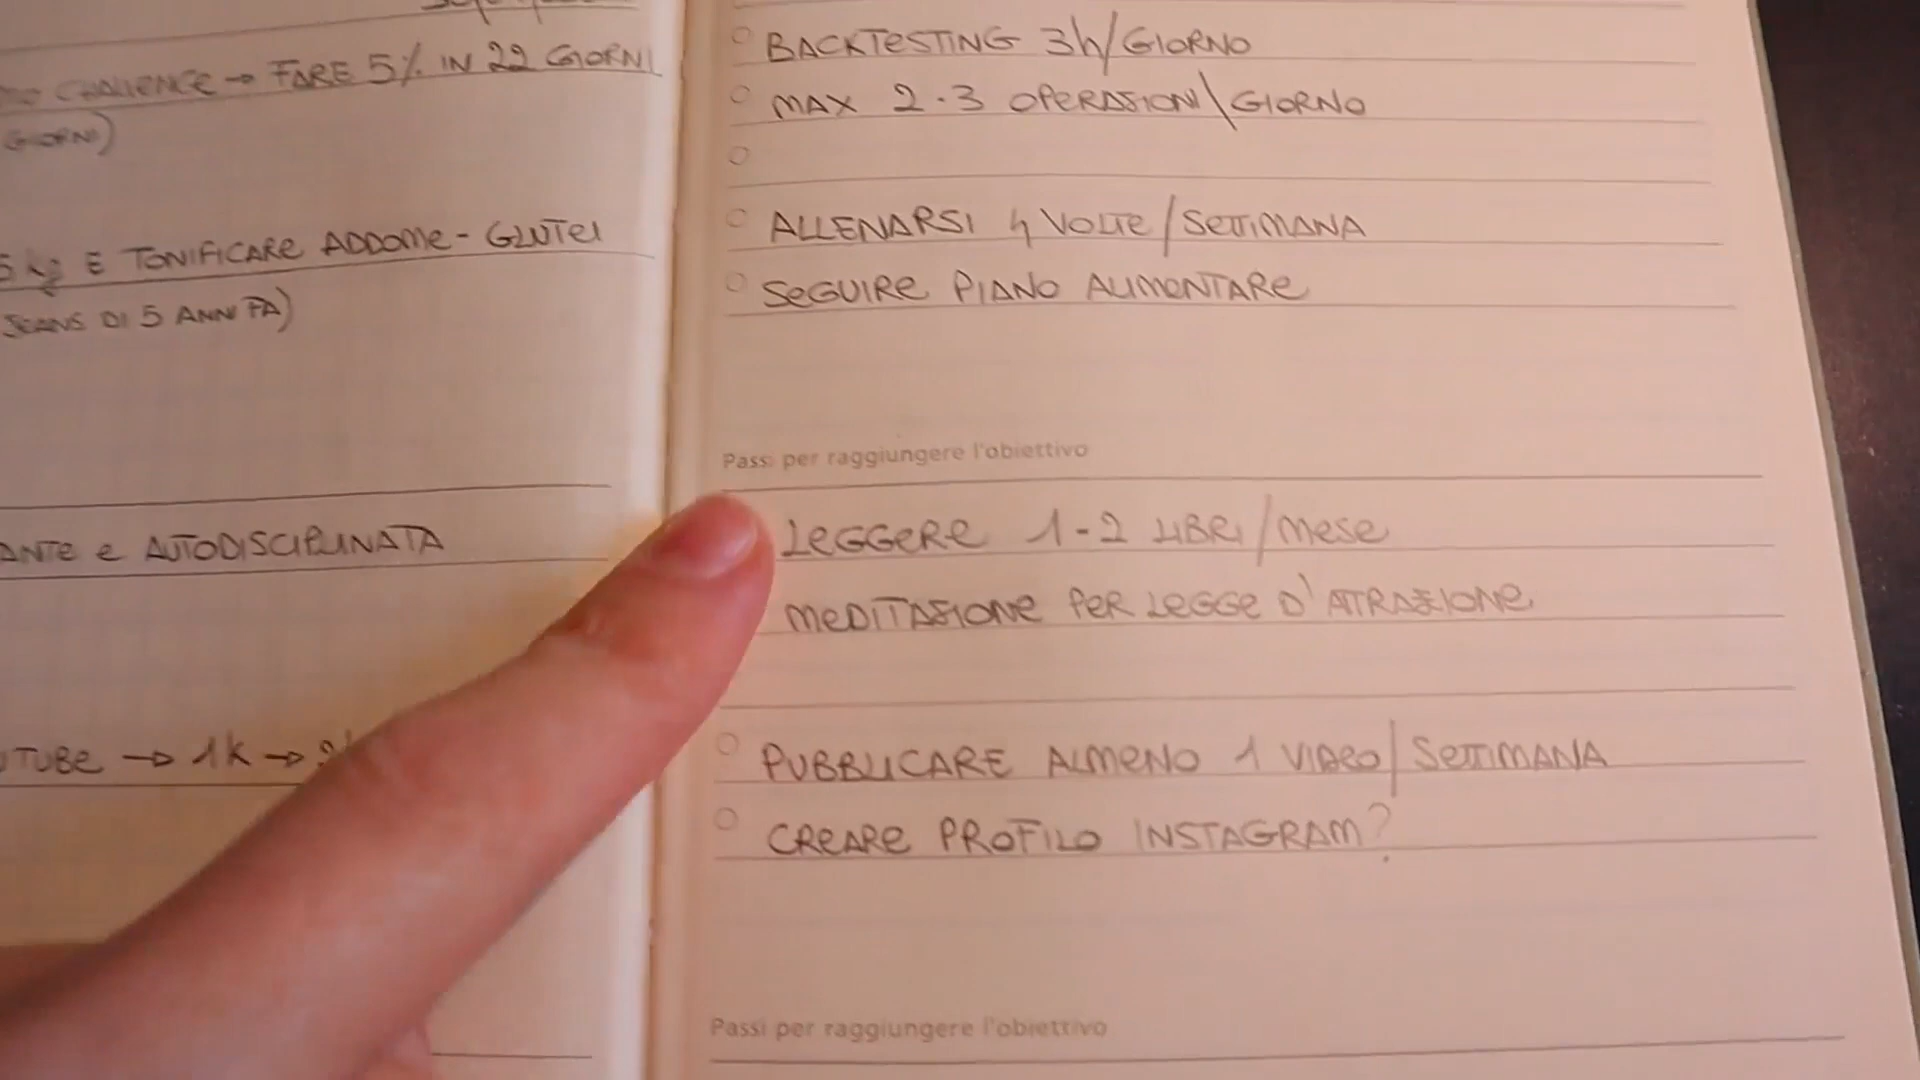 CHALLENGE → FARE 5% IN 22 GIORNI
GIORNI)
5 kg E TONIFICARE ADDOME - GLUTEI
JEANS DI 5 ANNI FA)
ANTE e AUTODISCIPLINATA
TUBE → 1K →
BACKTESTING 3h/GIORNO
MAX 2-3 OPERAZIONI\GIORNO
ALLENARSI 4 VOLTE/SETTIMANA
SEGUIRE PIANO ALIMENTARE
Passi per raggiungere l'obiettivo
LEGGERE 1-2 LIBRI/MESE
MEDITAZIONE PER LEGGE D'ATTRAZIONE
PUBBLICARE ALMENO 1 VIDEO/SETTIMANA
CREARE PROFILO INSTAGRAM?
Passi per raggiungere l'obiettivo